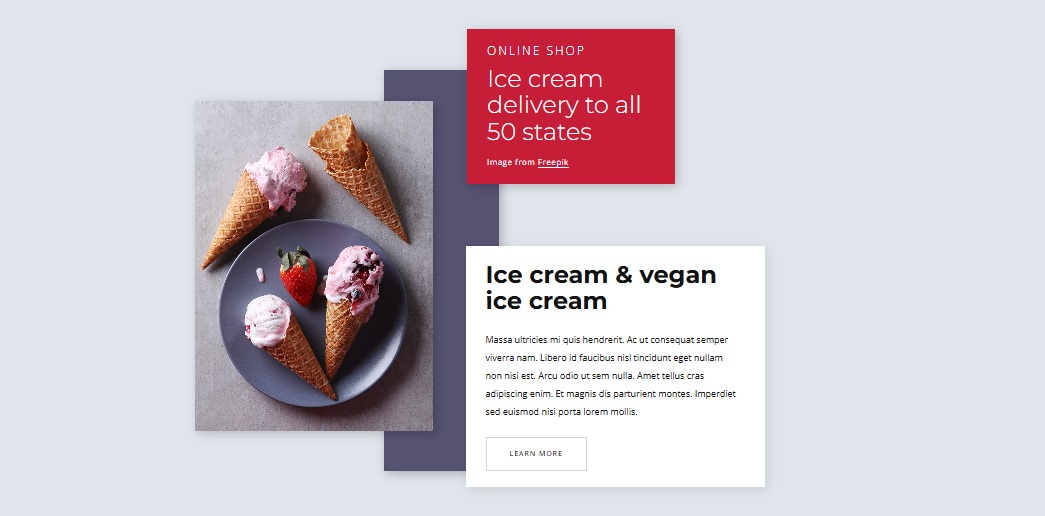 ONLINE SHOP
Ice cream
delivery to all
50 states
Image from Freepik
Ice cream & vegan
ice cream
Massa ultricies mi quis hendrerit. Ac ut consequat semper
viverra nam. Libero id faucibus nisl tincidunt eget nullam
non nisi est. Arcu odio ut sem nulla. Amet tellus cras
adipiscing enim. Et magnis dis parturient montes. Imperdiet
sed euismod nisi porta lorem mollis.
LEARN MORE